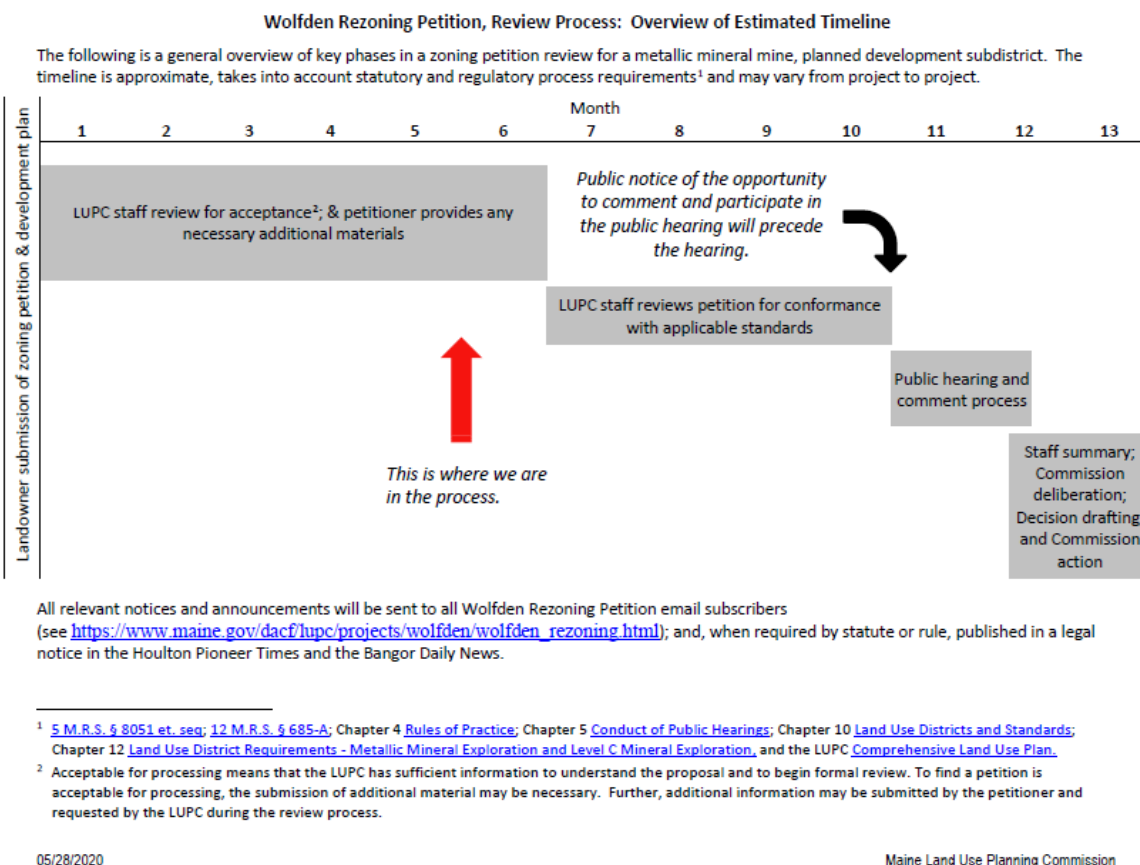 Wolfden Rezoning Petition, Review Process:  Overview of Estimated Timeline
The following is a general overview of key phases in a zoning petition review for a metallic mineral mine, planned development subdistrict.  The
timeline is approximate, takes into account statutory and regulatory process requirements¹ and may vary from project to project.
Landowner submission of zoning petition & development plan
Month
1 2 3 4 5 6 7 8 9 10 11 12 13
LUPC staff review for acceptance²; & petitioner provides any
necessary additional materials
Public notice of the opportunity
to comment and participate in
the public hearing will precede
the hearing.
LUPC staff reviews petition for conformance
with applicable standards
Public hearing and
comment process
This is where we are
in the process.
Staff summary;
Commission
deliberation;
Decision drafting
and Commission
action
All relevant notices and announcements will be sent to all Wolfden Rezoning Petition email subscribers
(see https://www.maine.gov/dacf/lupc/projects/wolfden/wolfden_rezoning.html); and, when required by statute or rule, published in a legal
notice in the Houlton Pioneer Times and the Bangor Daily News.
¹ 5 M.R.S. § 8051 et. seq; 12 M.R.S. § 685-A; Chapter 4 Rules of Practice; Chapter 5 Conduct of Public Hearings; Chapter 10 Land Use Districts and Standards;
Chapter 12 Land Use District Requirements - Metallic Mineral Exploration and Level C Mineral Exploration, and the LUPC Comprehensive Land Use Plan.
² Acceptable for processing means that the LUPC has sufficient information to understand the proposal and to begin formal review. To find a petition is
acceptable for processing, the submission of additional material may be necessary.  Further, additional information may be submitted by the petitioner and
requested by the LUPC during the review process.
05/28/2020 Maine Land Use Planning Commission